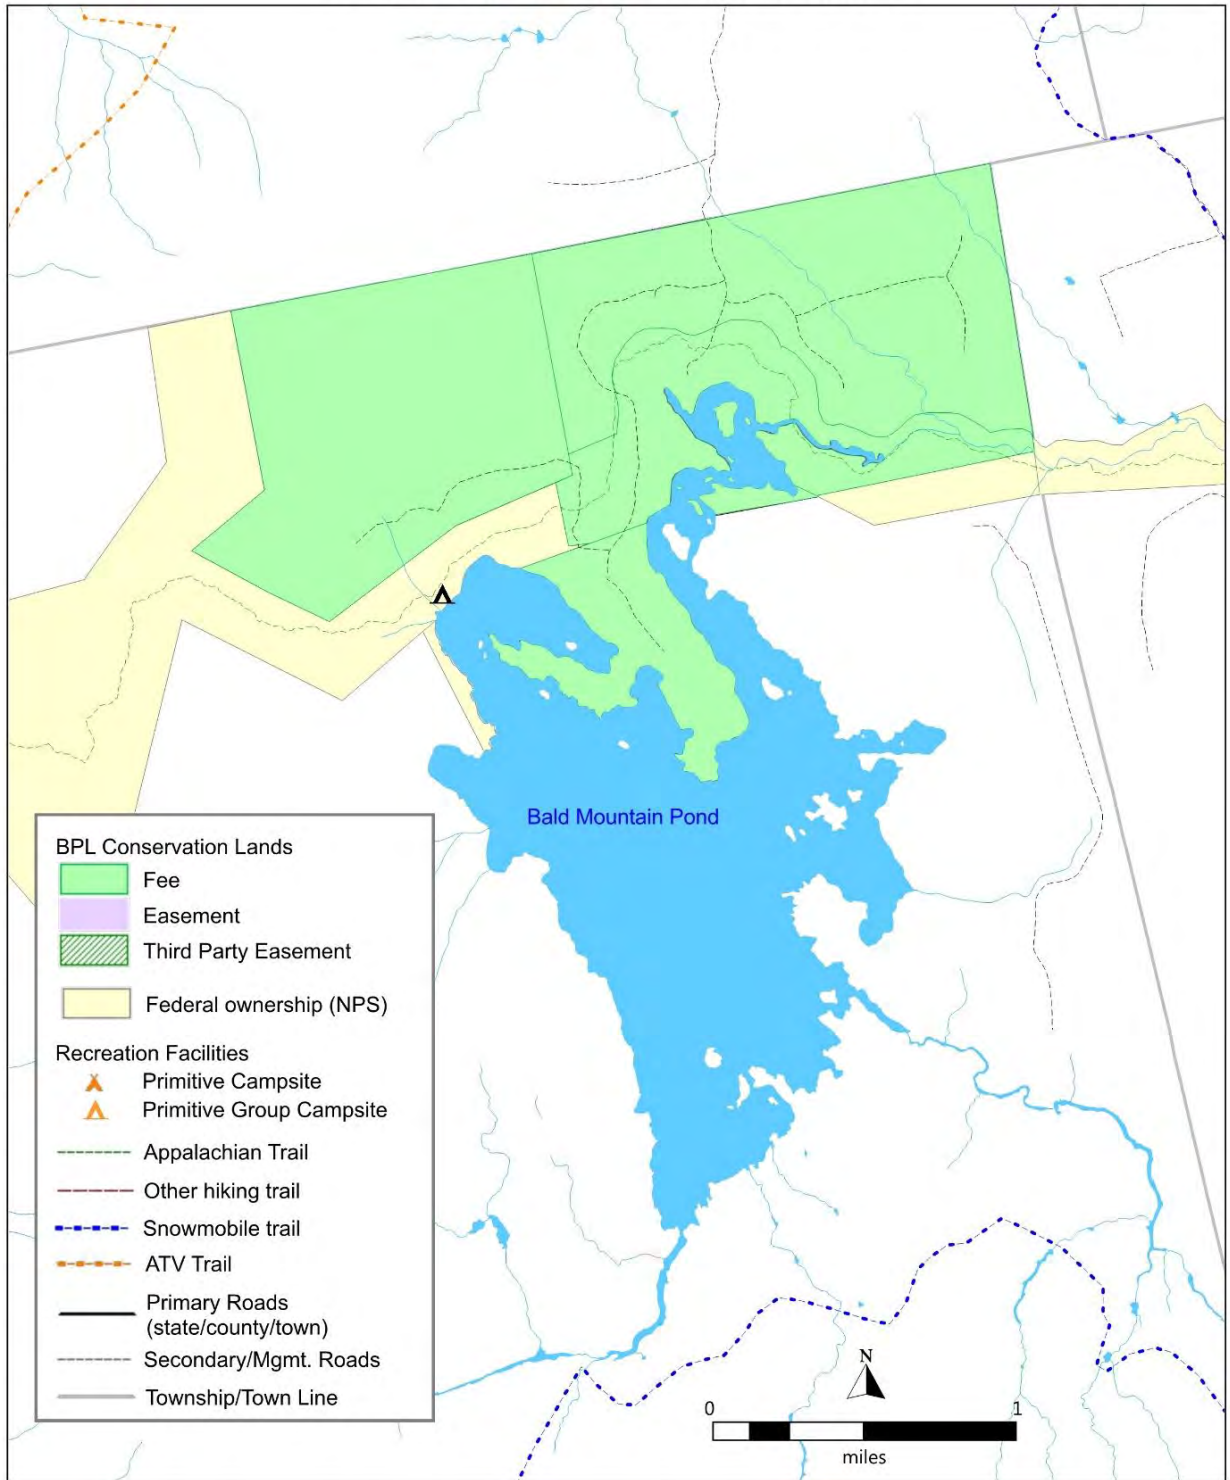 Bald Mountain Pond
BPL Conservation Lands
Fee
Easement
Third Party Easement
Federal ownership (NPS)
Recreation Facilities
Primitive Campsite
Primitive Group Campsite
Appalachian Trail
Other hiking trail
Snowmobile trail
ATV Trail
Primary Roads
(state/county/town)
Secondary/Mgmt. Roads
Township/Town Line
N
0 1
miles